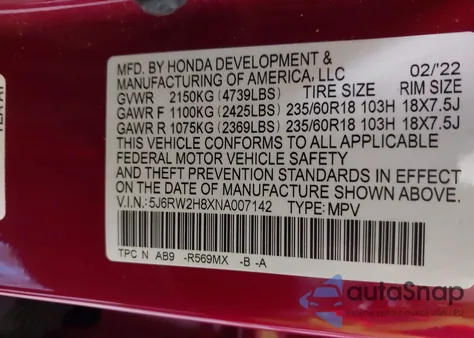 MFD. BY HONDA DEVELOPMENT & 02/'22
MANUFACTURING OF AMERICA, LLC
GVWR 2150KG (4739LBS) TIRE SIZE RIM SIZE
GAWR F 1100KG (2425LBS) 235/60R18 103H 18X7.5J
GAWR R 1075KG (2369LBS) 235/60R18 103H 18X7.5J
THIS VEHICLE CONFORMS TO ALL APPLICABLE
FEDERAL MOTOR VEHICLE SAFETY
AND THEFT PREVENTION STANDARDS IN EFFECT
ON THE DATE OF MANUFACTURE SHOWN ABOVE.
V.I.N.: 5J6RW2H8XNA007142 TYPE: MPV
TPC N AB9 -R569MX -B -A
autoSnap